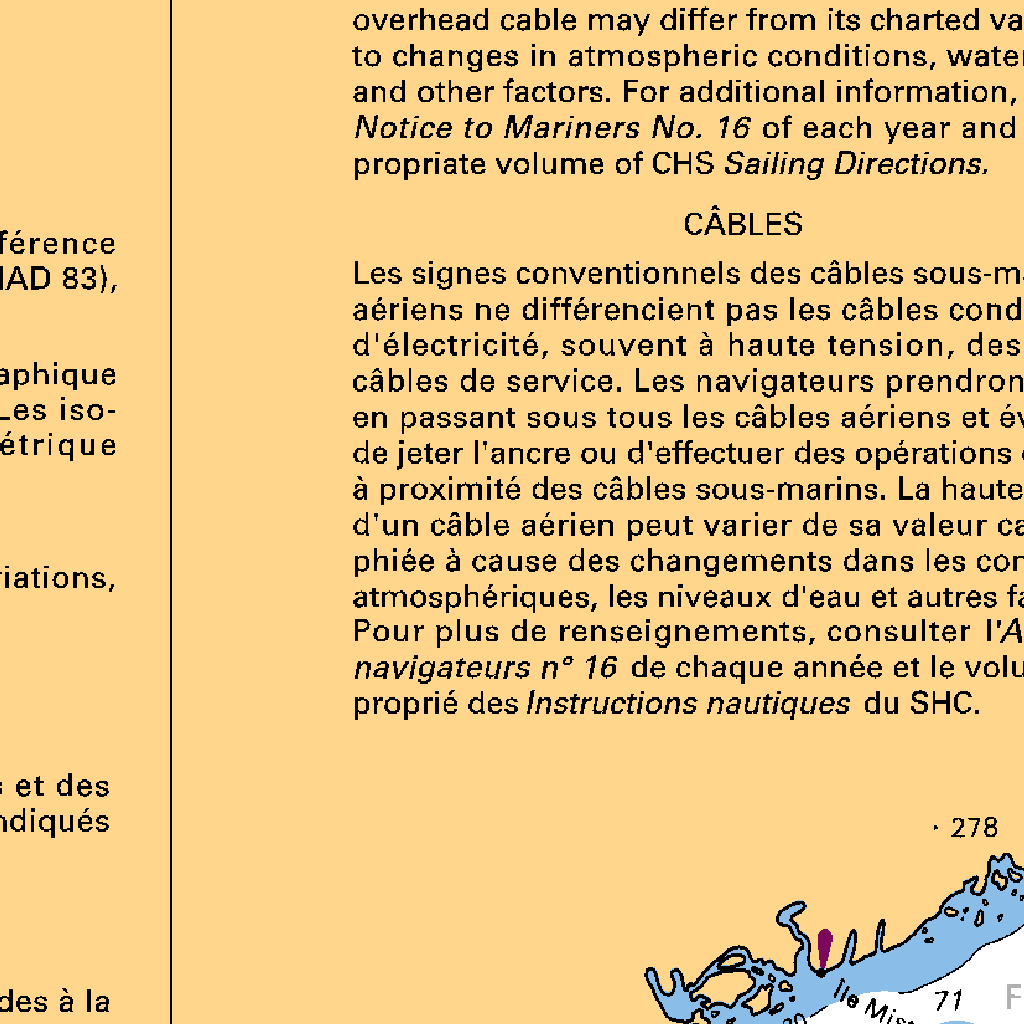 férence
83),
aphique
Les iso-
étrique
riations,
et des
ndiqués
des à la
overhead cable may differ from its charted va
to changes in atmospheric conditions, water
and other factors. For additional information,
Notice to Mariners No. 16 of each year and
propriate volume of CHS Sailing Directions.
CÂBLES
Les signes conventionnels des câbles sous-ma
aériens ne différencient pas les câbles cond
d'électricité, souvent à haute tension, des
câbles de service. Les navigateurs prendron
en passant sous tous les câbles aériens et év
de jeter l'ancre ou d'effectuer des opérations
à proximité des câbles sous-marins. La haute
d'un câble aérien peut varier de sa valeur ca
phiée à cause des changements dans les con
atmosphériques, les niveaux d'eau et autres fa
Pour plus de renseignements, consulter l'A
navigateurs n° 16 de chaque année et le volu
proprié des Instructions nautiques du SHC.
278
Île Mis
71
F